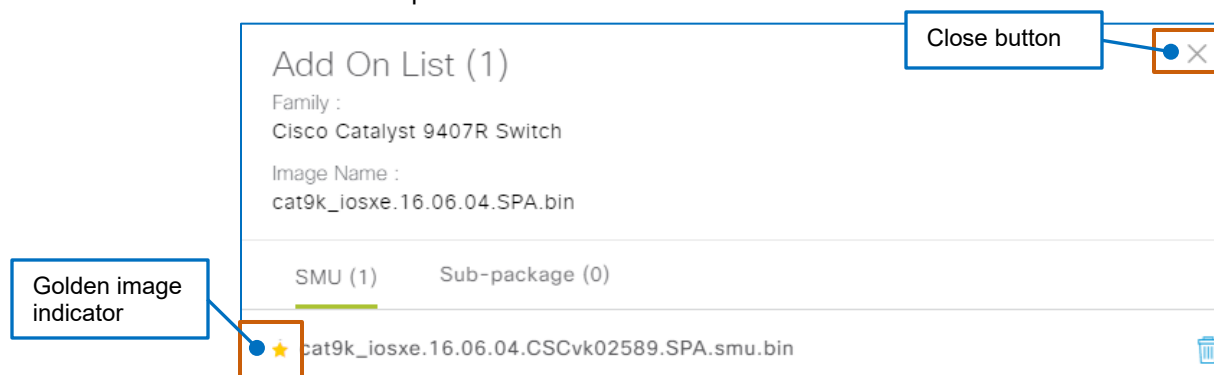 Close button
Add On List (1)
Family :
Cisco Catalyst 9407R Switch
Image Name :
cat9k_iosxe.16.06.04.SPA.bin
SMU (1) Sub-package (0)
Golden image
indicator
cat9k_iosxe.16.06.04.CSCvk02589.SPA.smu.bin